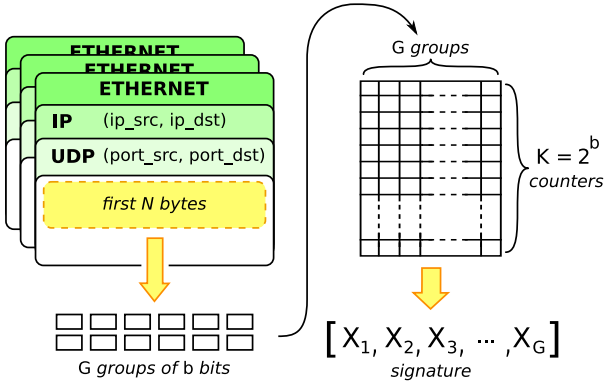 ETHERNET
ETHERNET
ETHERNET
IP (ip_src, ip_dst)
UDP (port_src, port_dst)
first N bytes
G groups of b bits
G groups
K = 2^b
counters
[X1, X2, X3, ... ,XG]
signature